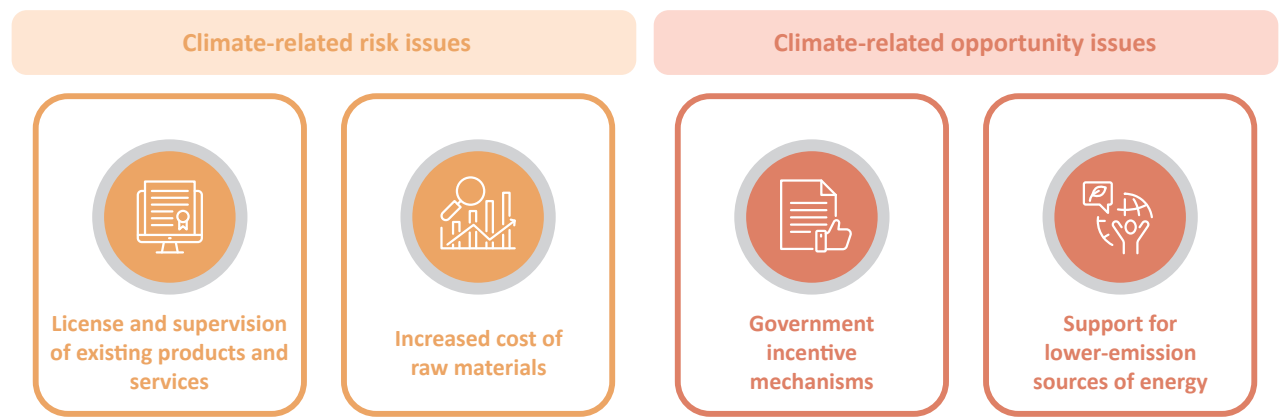 Climate-related risk issues
Climate-related opportunity issues
License and supervision
of existing products and
services
Increased cost of
raw materials
Government
incentive
mechanisms
Support for
lower-emission
sources of energy